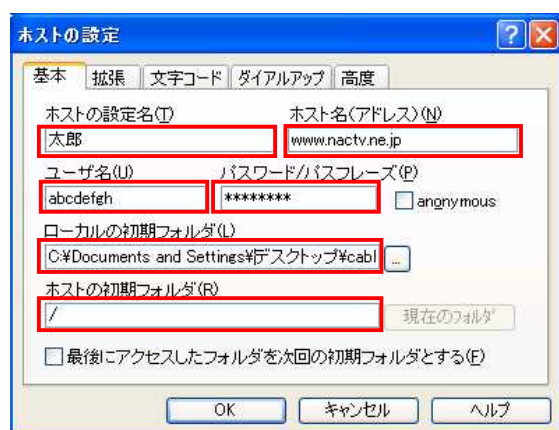 ホストの設定
基本 拡張 文字コード ダイアルアップ 高度
ホストの設定名(T) ホスト名(アドレス)(N)
太郎 www.nactv.ne.jp
ユーザ名(U) パスワード/パスフレーズ(P)
abcdefgh ******** anonymous
ローカルの初期フォルダ(L)
C:¥Documents and Settings¥デスクトップ¥cabl ...
ホストの初期フォルダ(R)
/ 現在のフォルダ
最後にアクセスしたフォルダを次回の初期フォルダとする(F)
OK キャンセル ヘルプ